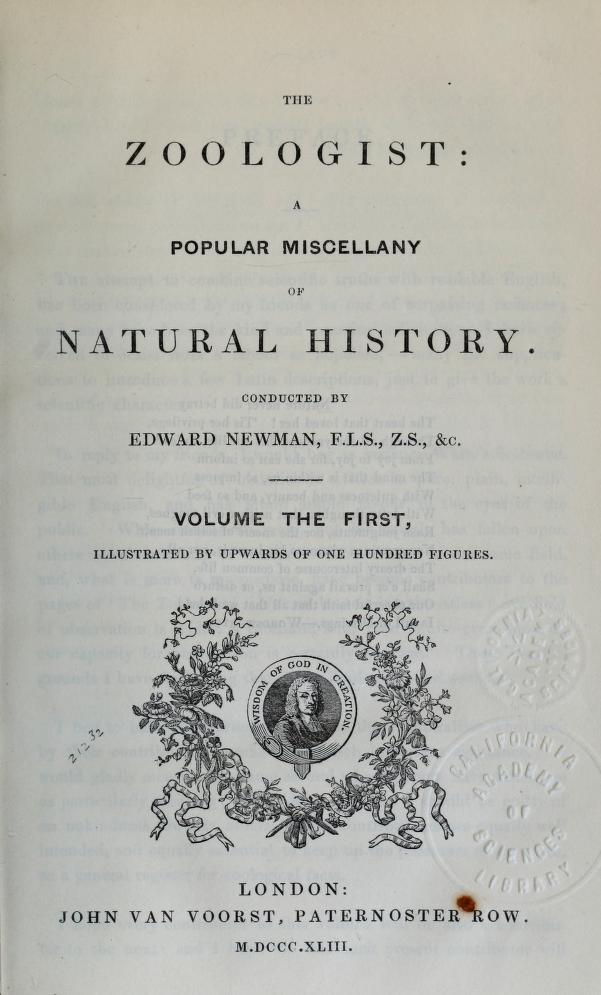 THE
ZOOLOGIST:
A
POPULAR MISCELLANY
OF
NATURAL HISTORY.
CONDUCTED BY
EDWARD NEWMAN, F.L.S., Z.S., &c.
VOLUME THE FIRST,
ILLUSTRATED BY UPWARDS OF ONE HUNDRED FIGURES.
WISDOM OF GOD IN CREATION.
21232
CALIFORNIA
ACADEMY
OF
SCIENCES
LIBRARY
LONDON:
JOHN VAN VOORST, PATERNOSTER ROW.
M.DCCC.XLIII.